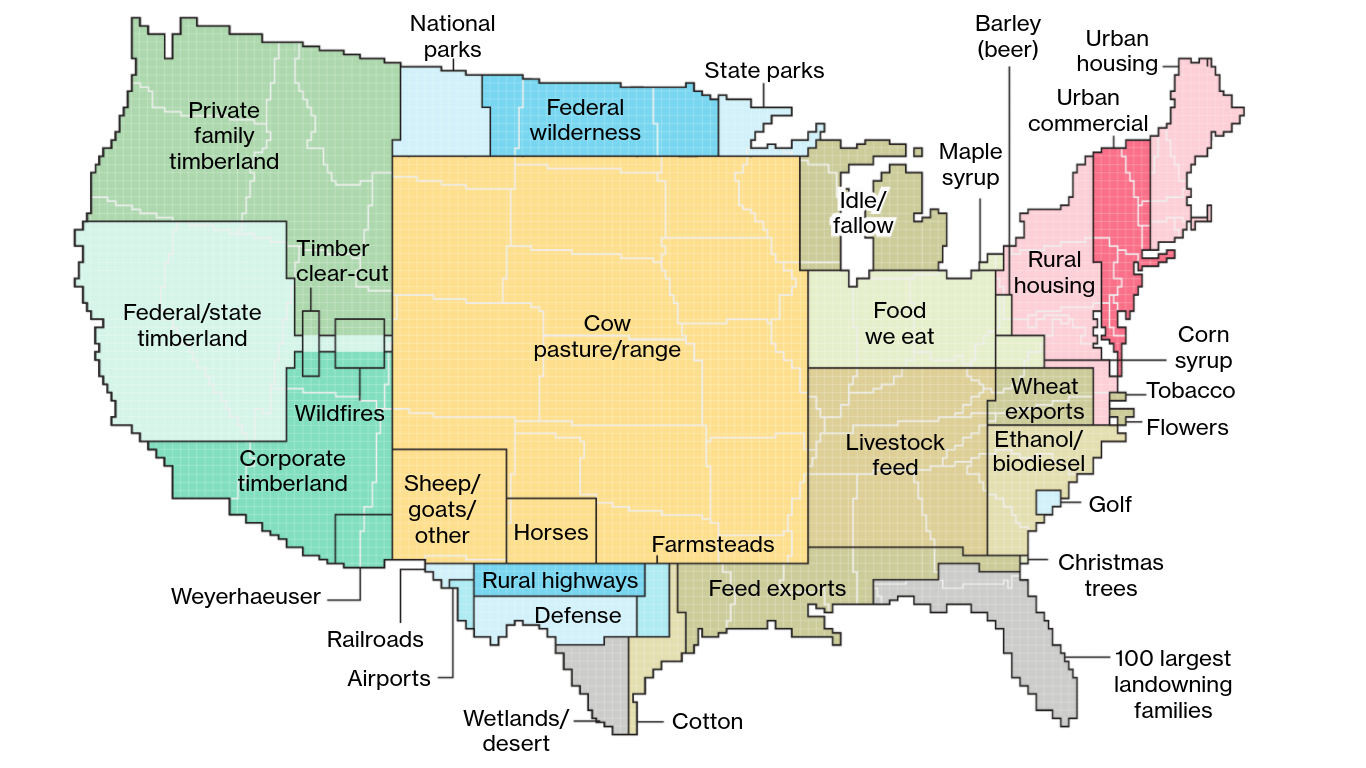 National
parks
Barley
(beer)
Urban
housing
State parks
Urban
commercial
Private
family
timberland
Federal
wilderness
Maple
syrup
Idle/
fallow
Timber
clear-cut
Rural
housing
Federal/state
timberland
Food
we eat
Cow
pasture/range
Corn
syrup
Wheat
exports
Tobacco
Wildfires
Flowers
Livestock
feed
Ethanol/
biodiesel
Corporate
timberland
Sheep/
goats/
other
Golf
Horses
Farmsteads
Christmas
trees
Rural highways
Feed exports
Weyerhaeuser
Defense
Railroads
Airports
100 largest
landowning
families
Wetlands/
desert
Cotton